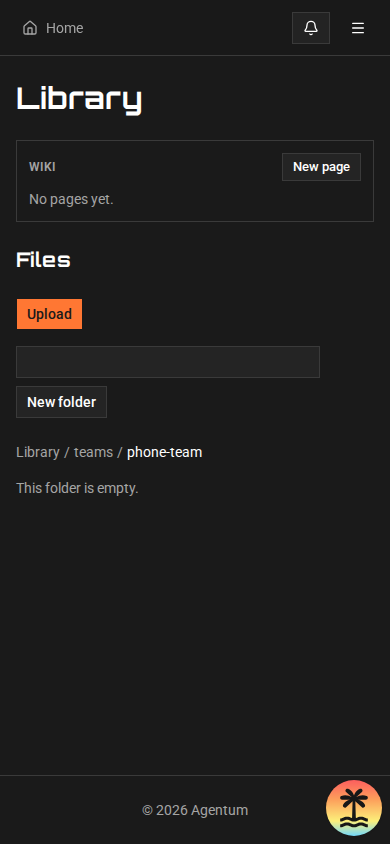 Home
Library
WIKI
New page
No pages yet.
Files
Upload
New folder
Library / teams / phone-team
This folder is empty.
© 2026 Agentum